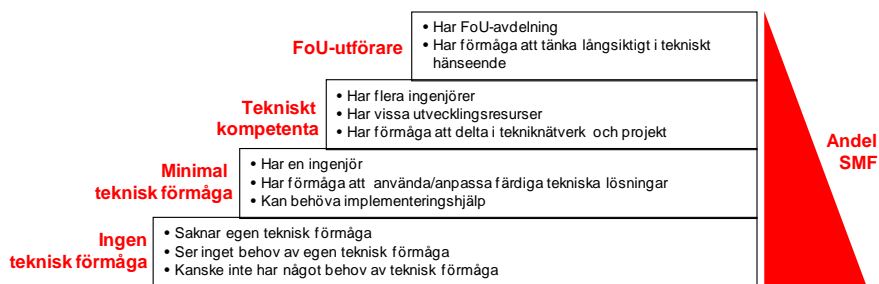 FoU-utförare
• Har FoU-avdelning
• Har förmåga att tänka långsiktigt i tekniskt
hänseende
Tekniskt
kompetenta
• Har flera ingenjörer
• Har vissa utvecklingsresurser
• Har förmåga att delta i tekniknätverk och projekt
Minimal
teknisk förmåga
• Har en ingenjör
• Har förmåga att använda/anpassa färdiga tekniska lösningar
• Kan behöva implementeringshjälp
Ingen
teknisk förmåga
• Saknar egen teknisk förmåga
• Ser inget behov av egen teknisk förmåga
• Kanske inte har något behov av teknisk förmåga
Andel
SMF